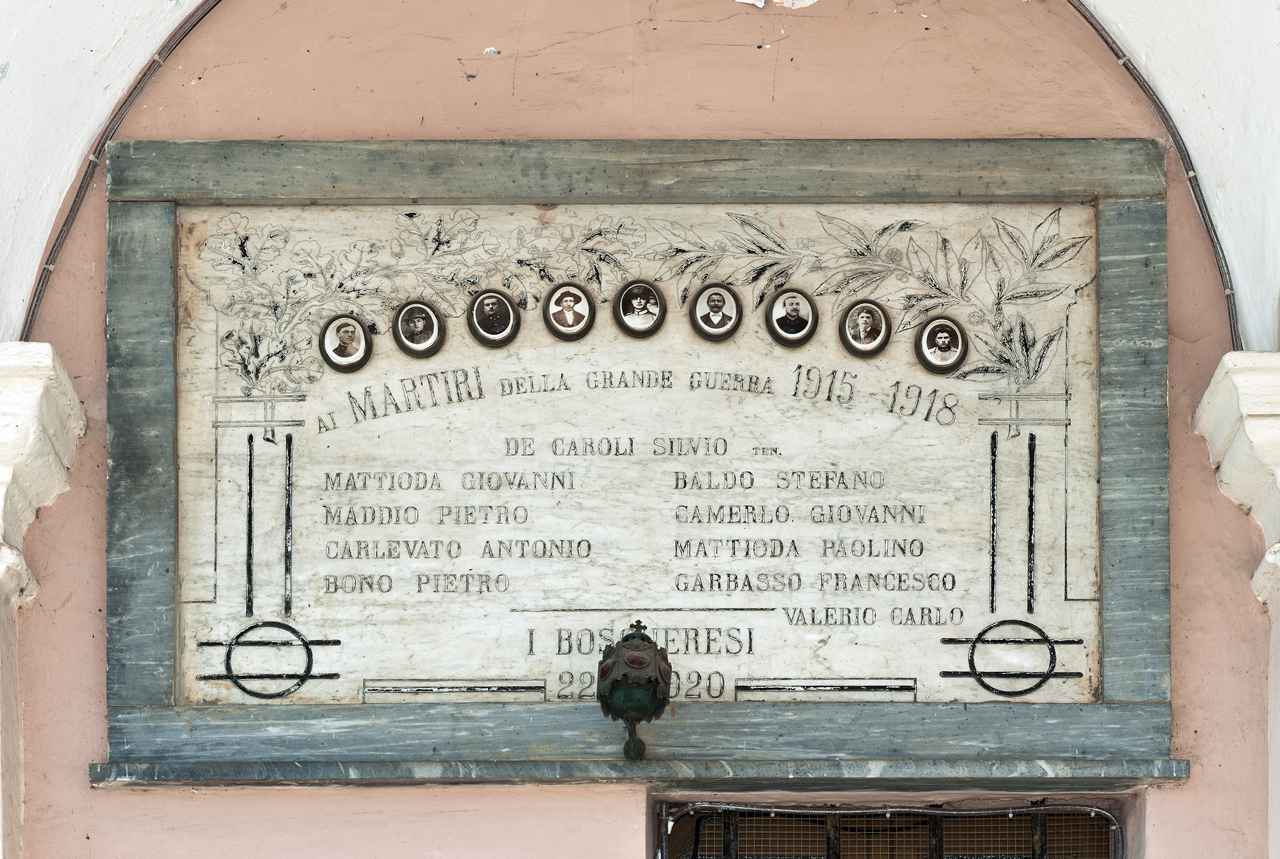 AI MARTIRI DELLA GRANDE GUERRA 1915 - 1918
DE CAROLI SILVIO TEN.
MATTIODA GIOVANNI
MADDIO PIETRO
CARLEVATO ANTONIO
BONO PIETRO
BALDO STEFANO
CAMERLO. GIOVANNI
MATTIODA PAOLINO
GARBASSO FRANCESCO
VALERIO CARLO
I